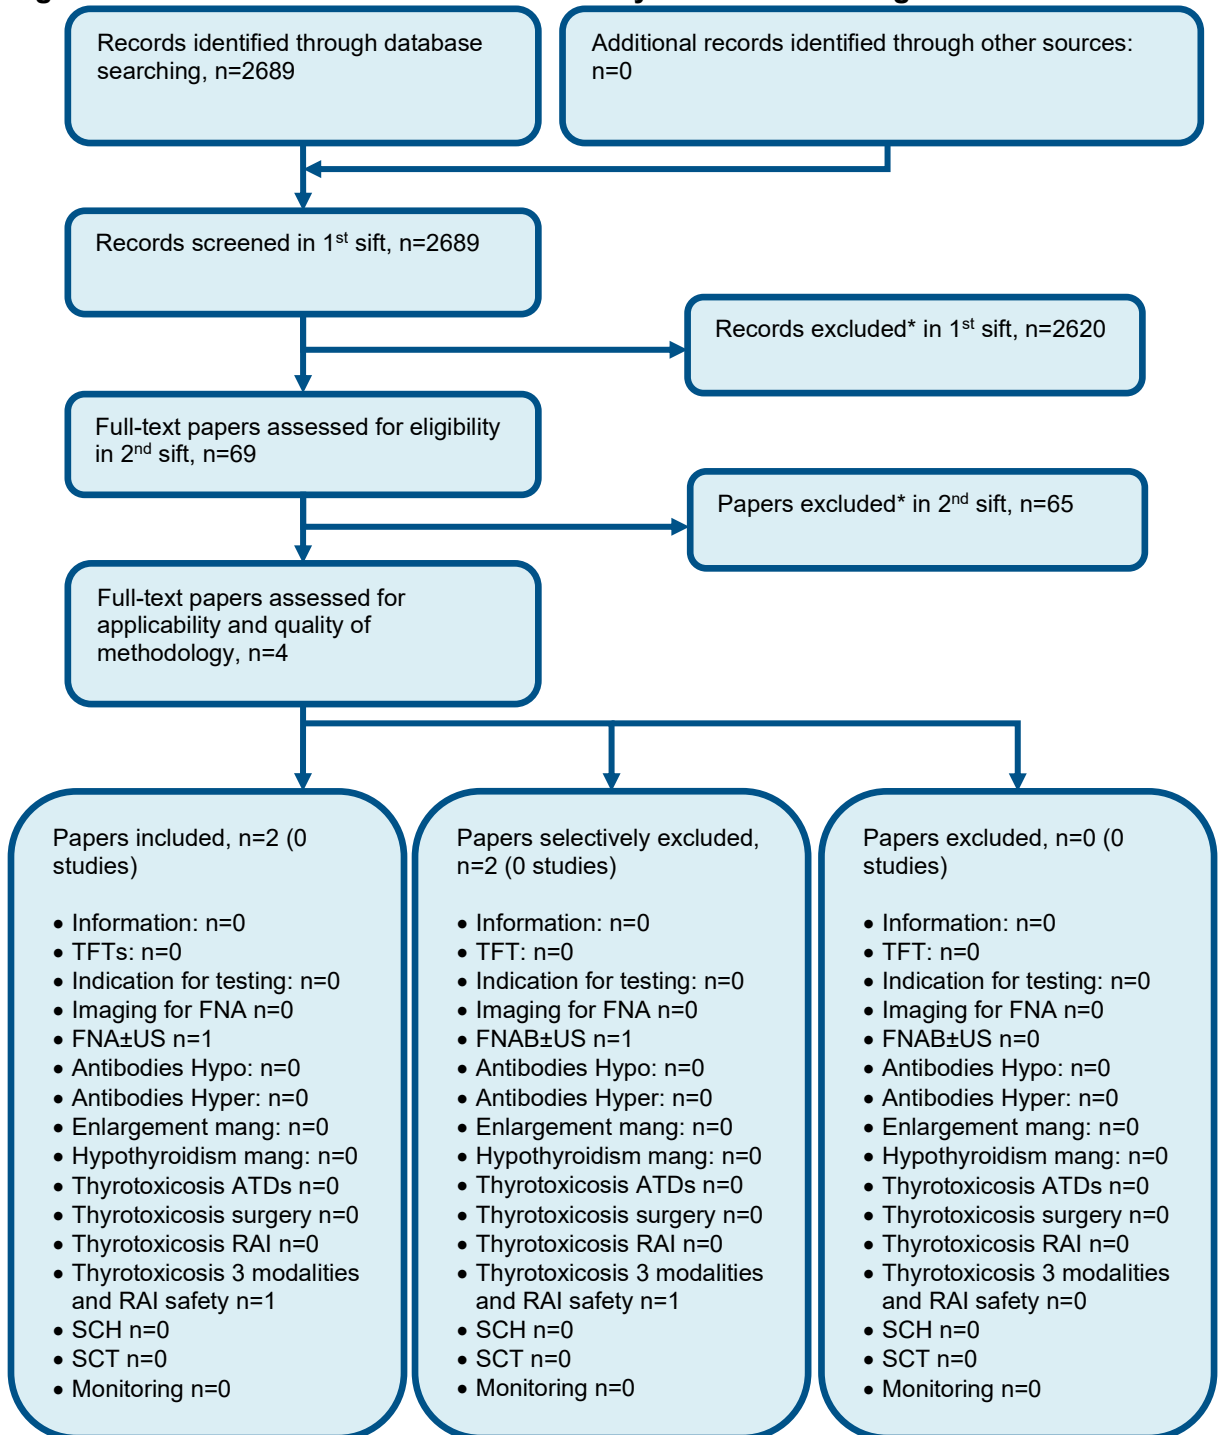 Records identified through database
searching, n=2689
Additional records identified through other sources:
n=0
Records screened in 1st sift, n=2689
Records excluded* in 1st sift, n=2620
Full-text papers assessed for eligibility
in 2nd sift, n=69
Papers excluded* in 2nd sift, n=65
Full-text papers assessed for
applicability and quality of
methodology, n=4
Papers included, n=2 (0
studies)
• Information: n=0
• TFTs: n=0
• Indication for testing: n=0
• Imaging for FNA n=0
• FNA±US n=1
• Antibodies Hypo: n=0
• Antibodies Hyper: n=0
• Enlargement mang: n=0
• Hypothyroidism mang: n=0
• Thyrotoxicosis ATDs n=0
• Thyrotoxicosis surgery n=0
• Thyrotoxicosis RAI n=0
• Thyrotoxicosis 3 modalities
and RAI safety n=1
• SCH n=0
• SCT n=0
• Monitoring n=0
Papers selectively excluded,
n=2 (0 studies)
• Information: n=0
• TFT: n=0
• Indication for testing: n=0
• Imaging for FNA n=0
• FNAB±US n=1
• Antibodies Hypo: n=0
• Antibodies Hyper: n=0
• Enlargement mang: n=0
• Hypothyroidism mang: n=0
• Thyrotoxicosis ATDs n=0
• Thyrotoxicosis surgery n=0
• Thyrotoxicosis RAI n=0
• Thyrotoxicosis 3 modalities
and RAI safety n=1
• SCH n=0
• SCT n=0
• Monitoring n=0
Papers excluded, n=0 (0
studies)
• Information: n=0
• TFT: n=0
• Indication for testing: n=0
• Imaging for FNA n=0
• FNAB±US n=0
• Antibodies Hypo: n=0
• Antibodies Hyper: n=0
• Enlargement mang: n=0
• Hypothyroidism mang: n=0
• Thyrotoxicosis ATDs n=0
• Thyrotoxicosis surgery n=0
• Thyrotoxicosis RAI n=0
• Thyrotoxicosis 3 modalities
and RAI safety n=0
• SCH n=0
• SCT n=0
• Monitoring n=0